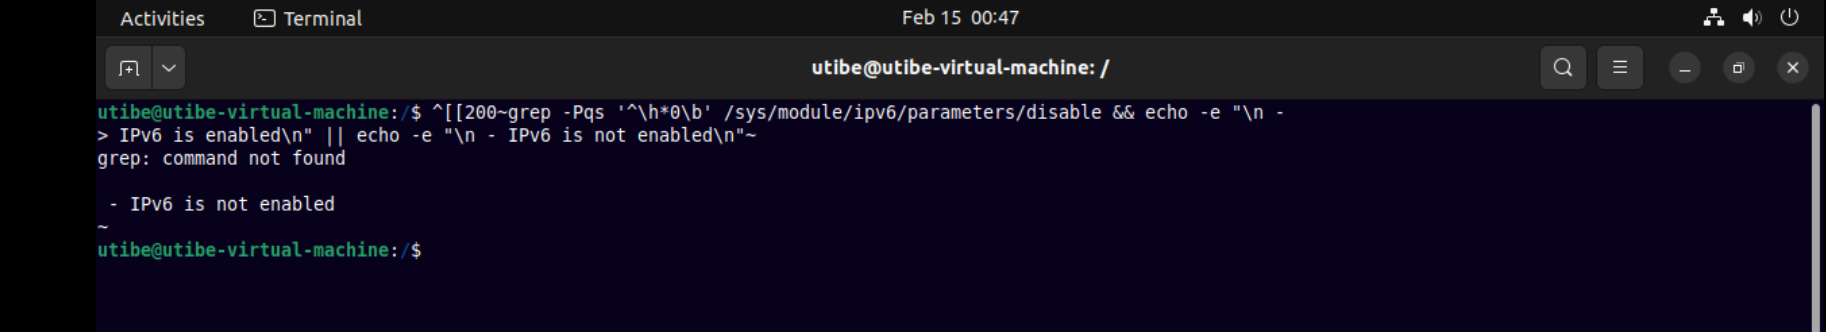 Activities Terminal Feb 15 00:47
utibe@utibe-virtual-machine: /
utibe@utibe-virtual-machine:/$ ^[[200~grep -Pqs '^\h*0\b' /sys/module/ipv6/parameters/disable && echo -e "\n -
> IPv6 is enabled\n" || echo -e "\n - IPv6 is not enabled\n"~
grep: command not found
- IPv6 is not enabled
~
utibe@utibe-virtual-machine:/$